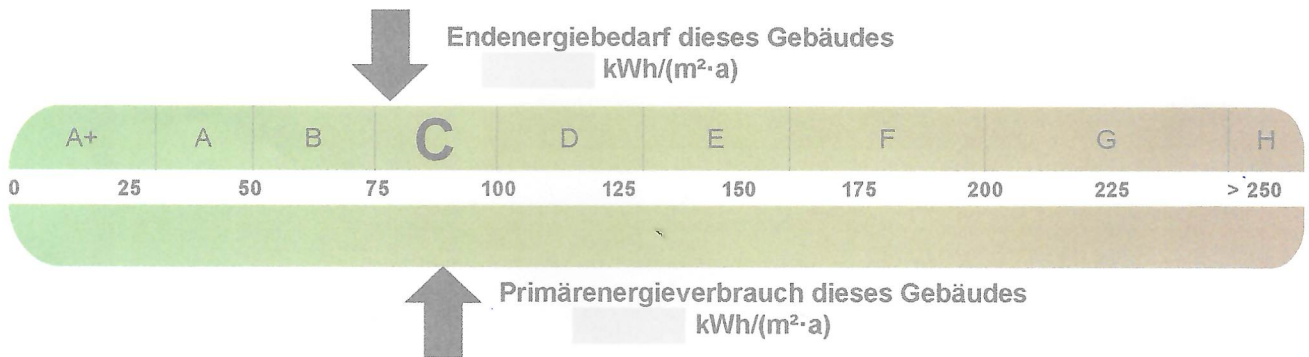 Endenergiebedarf dieses Gebäudes
kWh/(m²·a)
A+ A B C D E F G H
0 25 50 75 100 125 150 175 200 225 > 250
Primärenergieverbrauch dieses Gebäudes
kWh/(m²·a)